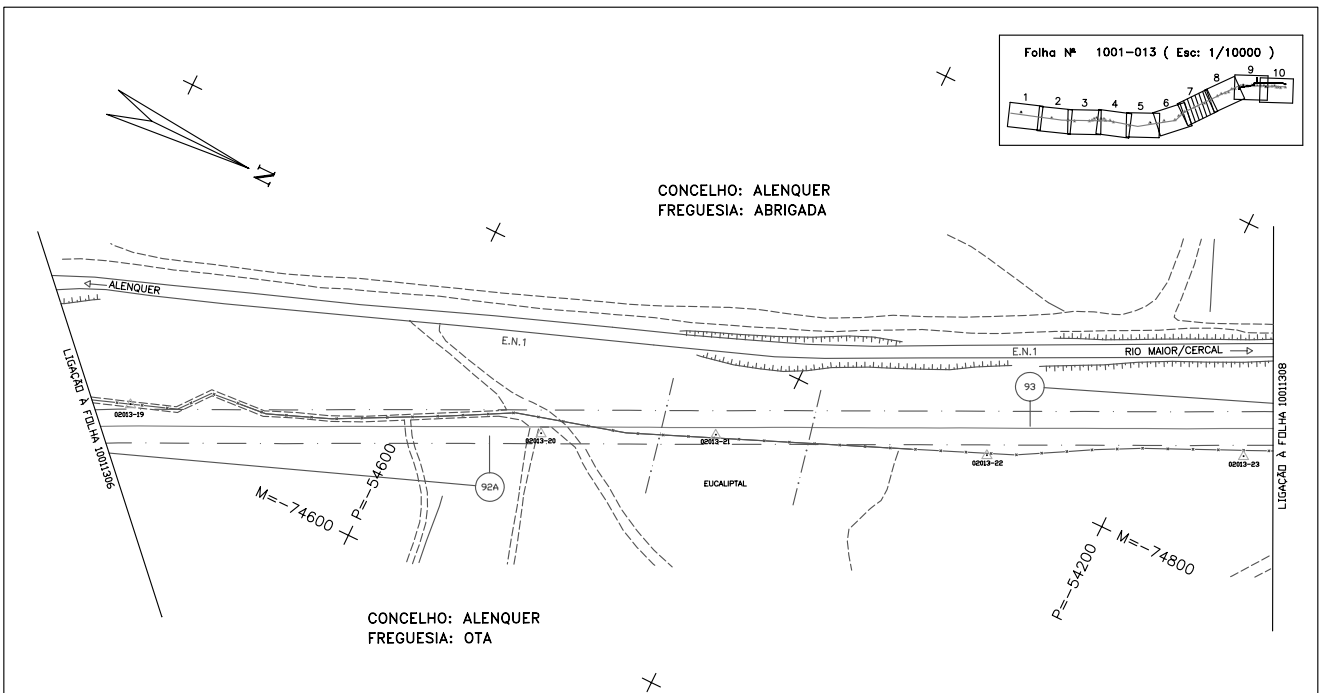 Folha Nª 1001-013 ( Esc: 1/10000 )
1 2 3 4 5 6 7 8 9 10
N
CONCELHO: ALENQUER
FREGUESIA: ABRIGADA
ALENQUER
E.N.1
E.N.1
RIO MAIOR/CERCAL
LIGAÇÃO À FOLHA 10011306
LIGAÇÃO À FOLHA 10011308
93
02013-19
02013-20
02013-21
02013-22
02013-23
92A
EUCALIPTAL
M=-74600
P=-54600
P=-54200
M=-74800
CONCELHO: ALENQUER
FREGUESIA: OTA